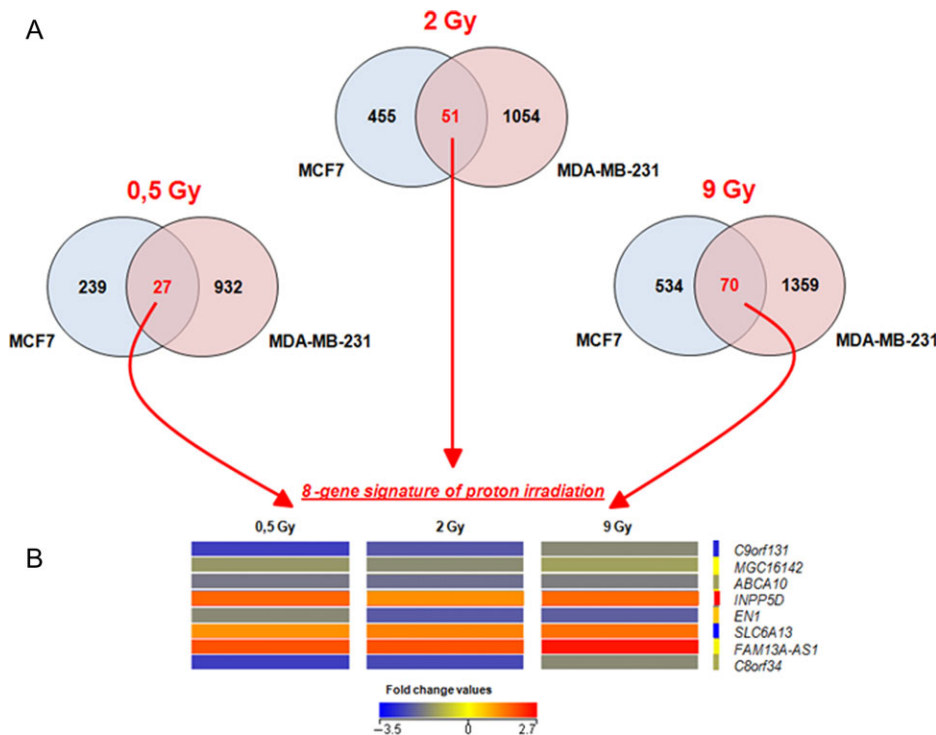 A
2 Gy
455 51 1054
MCF7 MDA-MB-231
0,5 Gy
239 27 932
MCF7 MDA-MB-231
9 Gy
534 70 1359
MCF7 MDA-MB-231
8-gene signature of proton irradiation
B
0,5 Gy 2 Gy 9 Gy
C9orf131
MGC16142
ABCA10
INPP5D
EN1
SLC6A13
FAM13A-AS1
C8orf34
Fold change values
−3.5 0 2.7